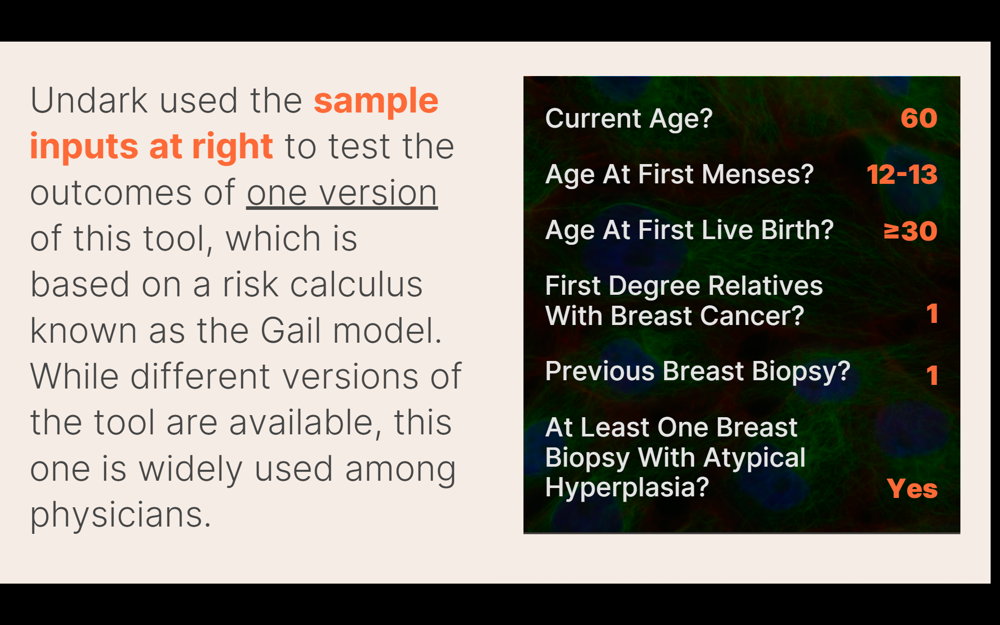 Undark used the sample
inputs at right to test the
outcomes of one version
of this tool, which is
based on a risk calculus
known as the Gail model.
While different versions of
the tool are available, this
one is widely used among
physicians.
Current Age? 60
Age At First Menses? 12-13
Age At First Live Birth? ≥30
First Degree Relatives
With Breast Cancer? 1
Previous Breast Biopsy? 1
At Least One Breast
Biopsy With Atypical
Hyperplasia? Yes